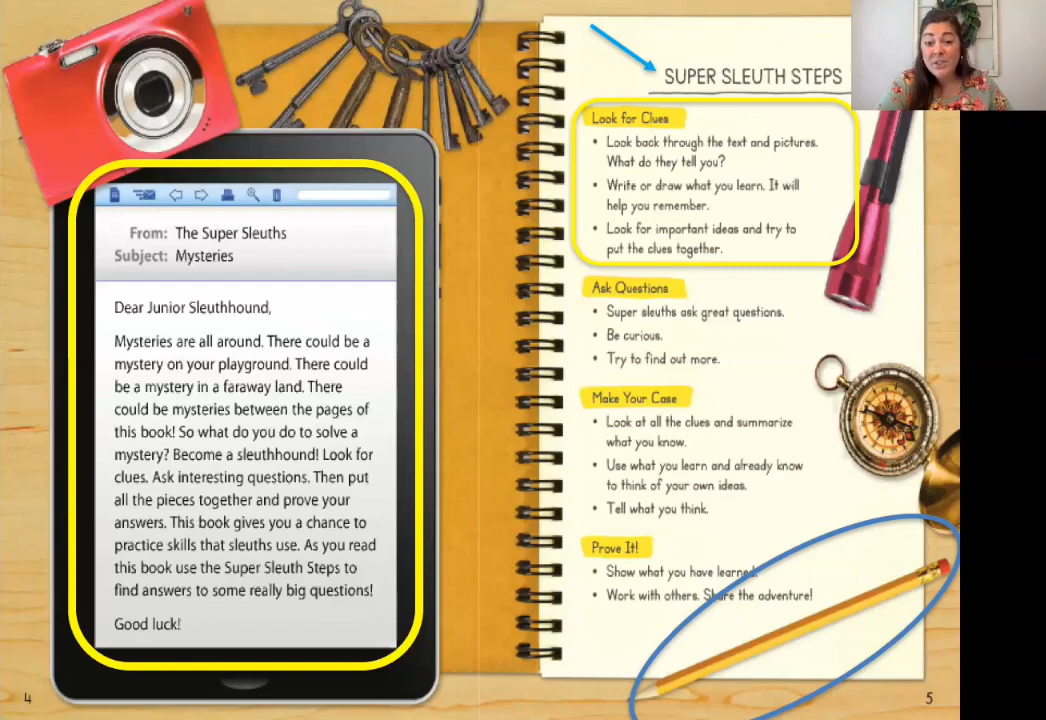 From: The Super Sleuths
Subject: Mysteries
Dear Junior Sleuthhound,
Mysteries are all around. There could be a
mystery on your playground. There could
be a mystery in a faraway land. There
could be mysteries between the pages of
this book! So what do you do to solve a
mystery? Become a sleuthhound! Look for
clues. Ask interesting questions. Then put
all the pieces together and prove your
answers. This book gives you a chance to
practice skills that sleuths use. As you read
this book use the Super Sleuth Steps to
find answers to some really big questions!
Good luck!
4
SUPER SLEUTH STEPS
Look for Clues
• Look back through the text and pictures.
What do they tell you?
• Write or draw what you learn. It will
help you remember.
• Look for important ideas and try to
put the clues together.
Ask Questions
• Super sleuths ask great questions.
• Be curious.
• Try to find out more.
Make Your Case
• Look at all the clues and summarize
what you know.
• Use what you learn and already know
to think of your own ideas.
• Tell what you think.
Prove It!
• Show what you have learned.
• Work with others. Share the adventure!
5